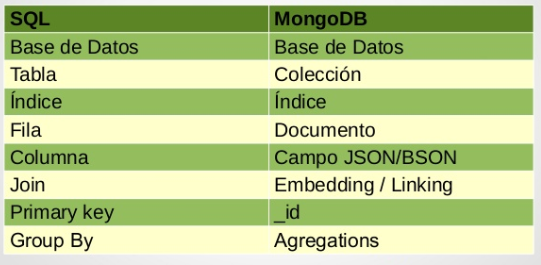 SQL MongoDB
Base de Datos Base de Datos
Tabla Colección
Índice Índice
Fila Documento
Columna Campo JSON/BSON
Join Embedding / Linking
Primary key _id
Group By Agregations